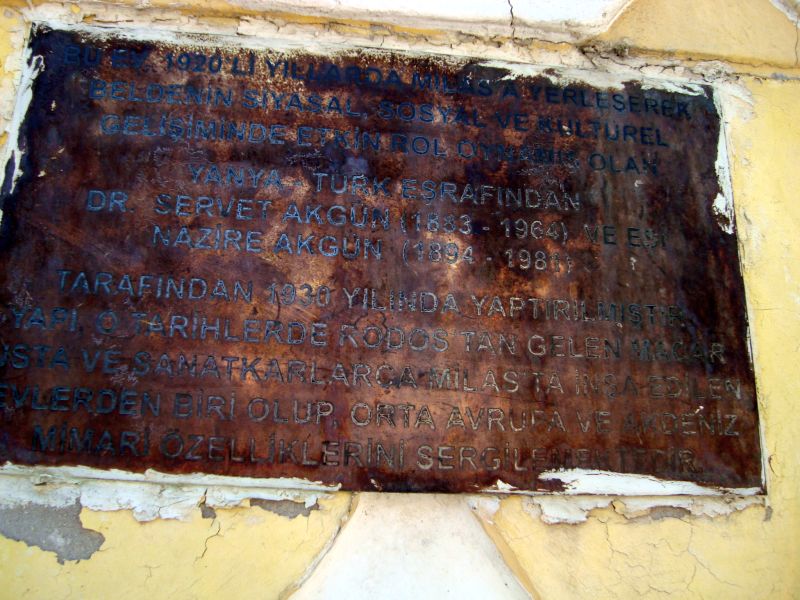 BU EV 1920'Lİ YILLARDA MİLAS'A YERLEŞEREK
BELDENİN SİYASAL, SOSYAL VE KÜLTÜREL
GELİŞİMİNDE ETKİN ROL OYNAMIŞ OLAN
YANYA - TÜRK EŞRAFINDAN
DR. SERVET AKGÜN (1883 - 1964) VE EŞİ
NAZİRE AKGÜN (1894 - 1981)
TARAFINDAN 1930 YILINDA YAPTIRILMIŞTIR.
YAPI, O TARİHLERDE RODOS'TAN GELEN MACAR
USTA VE SANATKARLARCA MİLAS'TA İNŞA EDİLEN
EVLERDEN BİRİ OLUP, ORTA AVRUPA VE AKDENİZ
MİMARİ ÖZELLİKLERİNİ SERGİLEMEKTEDİR.